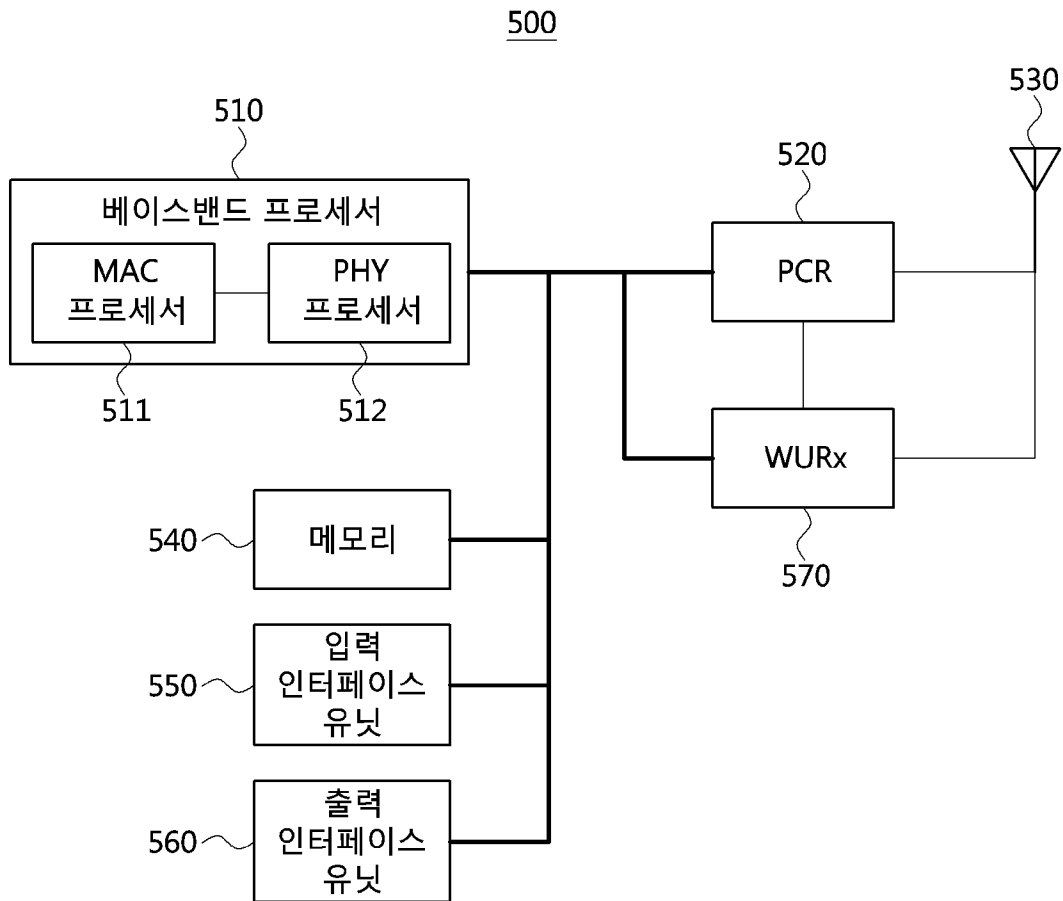 500
530
510
520
베이스밴드 프로세서
MAC
프로세서
PHY
프로세서
PCR
511
512
WURx
540
메모리
570
550
입력
인터페이스
유닛
560
출력
인터페이스
유닛